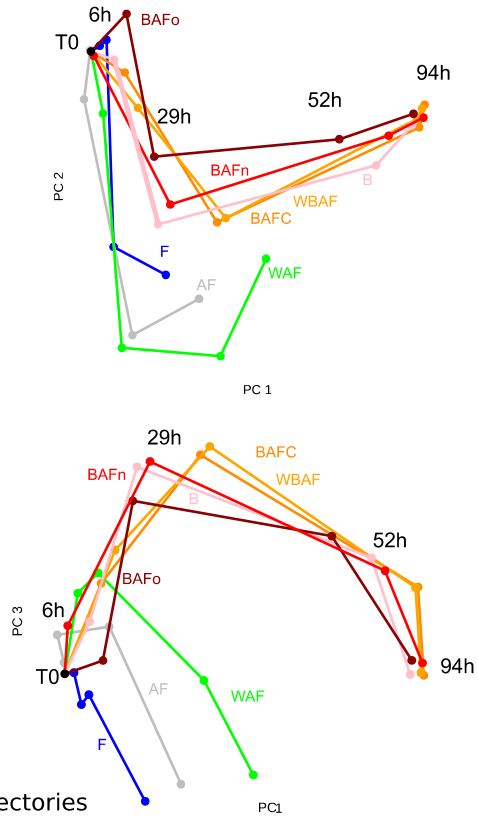 6h
BAFo
T0
94h
52h
29h
BAFn
B
PC 2
WBAF
BAFC
F
WAF
AF
PC 1
29h
BAFC
BAFn
WBAF
B
52h
BAFo
6h
PC 3
94h
T0
AF
WAF
F
ectories
PC1